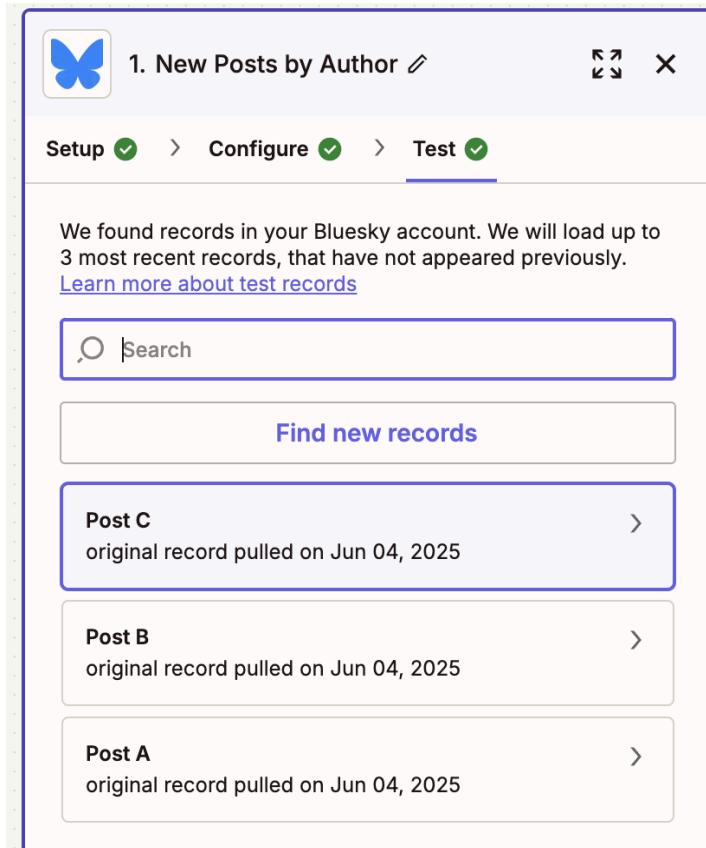 1. New Posts by Author
Setup
Configure
Test
We found records in your Bluesky account. We will load up to
3 most recent records, that have not appeared previously.
Learn more about test records
Search
Find new records
Post C
original record pulled on Jun 04, 2025
Post B
original record pulled on Jun 04, 2025
Post A
original record pulled on Jun 04, 2025